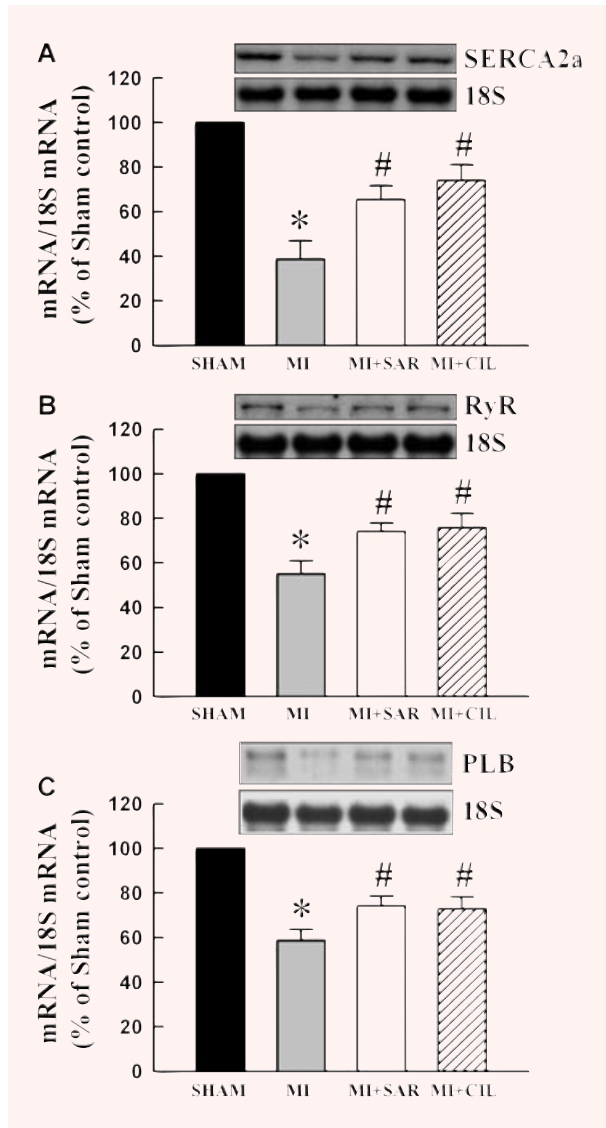 A
SERCA2a
18S
mRNA/18S mRNA
(% of Sham control)
120
100
80
60
40
20
0
*
#
#
SHAM MI MI+SAR MI+CIL
B
RyR
18S
mRNA/18S mRNA
(% of Sham control)
120
100
80
60
40
20
0
*
#
#
SHAM MI MI+SAR MI+CIL
C
PLB
18S
mRNA/18S mRNA
(% of Sham control)
120
100
80
60
40
20
0
*
#
#
SHAM MI MI+SAR MI+CIL